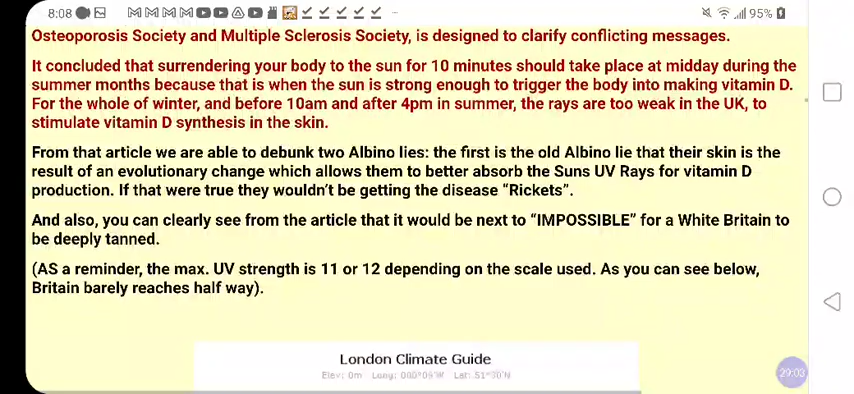 8:08
95%
Osteoporosis Society and Multiple Sclerosis Society, is designed to clarify conflicting messages.
It concluded that surrendering your body to the sun for 10 minutes should take place at midday during the
summer months because that is when the sun is strong enough to trigger the body into making vitamin D.
For the whole of winter, and before 10am and after 4pm in summer, the rays are too weak in the UK, to
stimulate vitamin D synthesis in the skin.
From that article we are able to debunk two Albino lies: the first is the old Albino lie that their skin is the
result of an evolutionary change which allows them to better absorb the Suns UV Rays for vitamin D
production. If that were true they wouldn't be getting the disease “Rickets”.
And also, you can clearly see from the article that it would be next to “IMPOSSIBLE” for a White Britain to
be deeply tanned.
(AS a reminder, the max. UV strength is 11 or 12 depending on the scale used. As you can see below,
Britain barely reaches half way).
London Climate Guide
Elev: 0m Long: 000°06'W Lat: 51°30'N
29:03